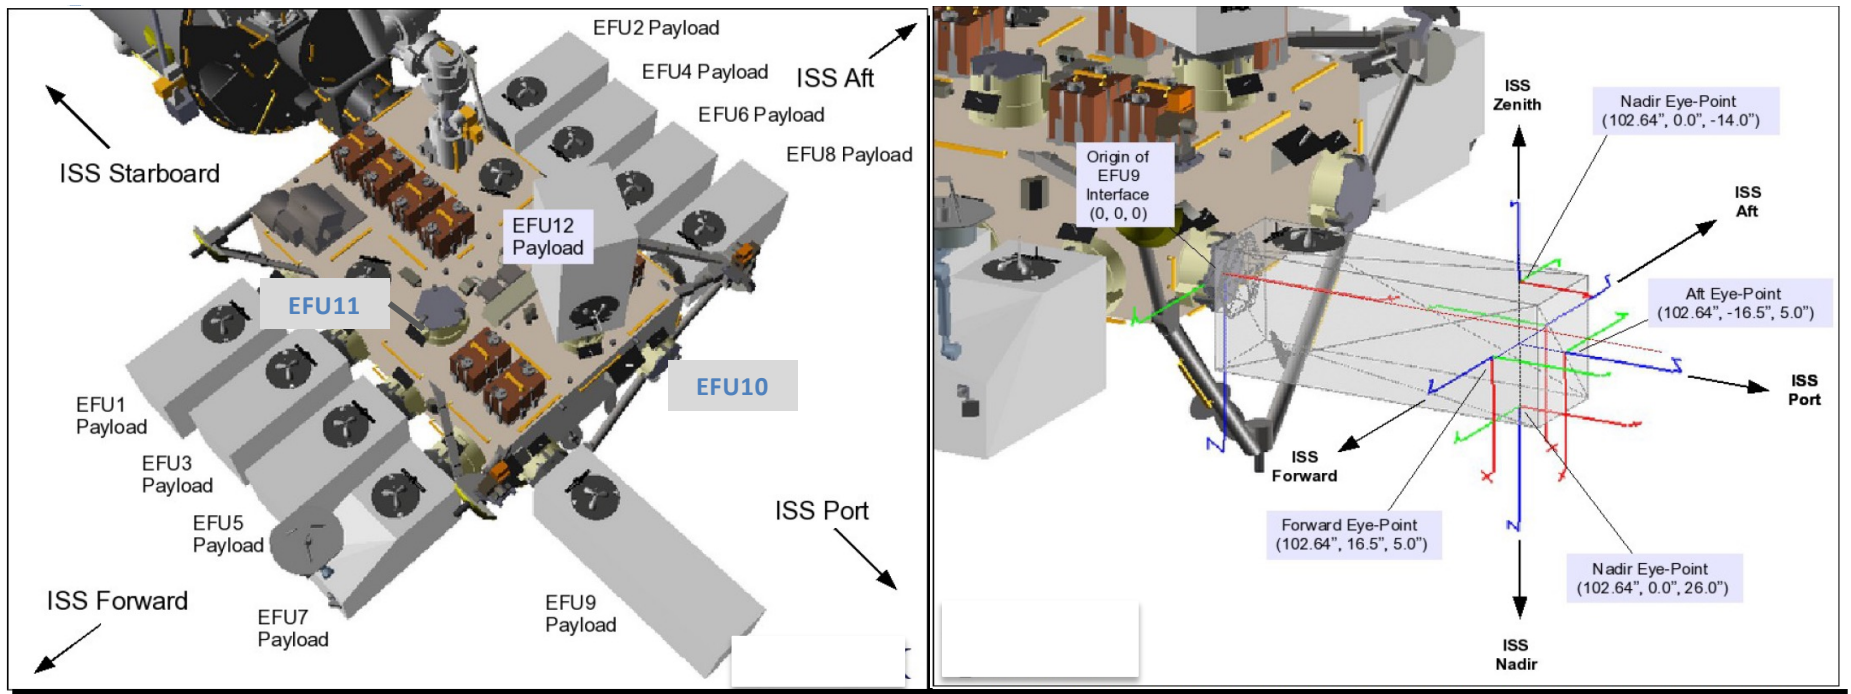 EFU2 Payload
EFU4 Payload
ISS Aft
EFU6 Payload
EFU8 Payload
ISS Starboard
EFU12
Payload
EFU11
EFU10
EFU1
Payload
EFU3
Payload
EFU5
Payload
EFU7
Payload
EFU9
Payload
ISS Port
ISS Forward
ISS
Zenith
Nadir Eye-Point
(102.64”, 0.0”, -14.0”)
Origin of
EFU9
Interface
(0, 0, 0)
ISS
Aft
Aft Eye-Point
(102.64”, -16.5”, 5.0”)
ISS
Port
ISS
Forward
Forward Eye-Point
(102.64”, 16.5”, 5.0”)
Nadir Eye-Point
(102.64”, 0.0”, 26.0”)
ISS
Nadir
Z
Z
X
X
X